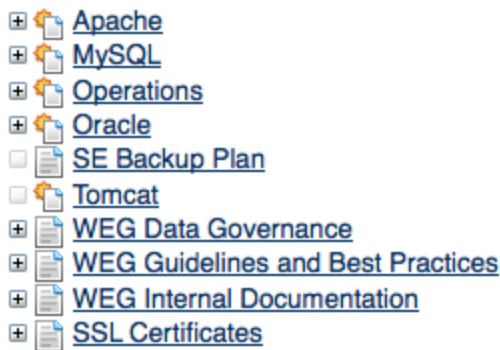 Apache
MySQL
Operations
Oracle
SE Backup Plan
Tomcat
WEG Data Governance
WEG Guidelines and Best Practices
WEG Internal Documentation
SSL Certificates